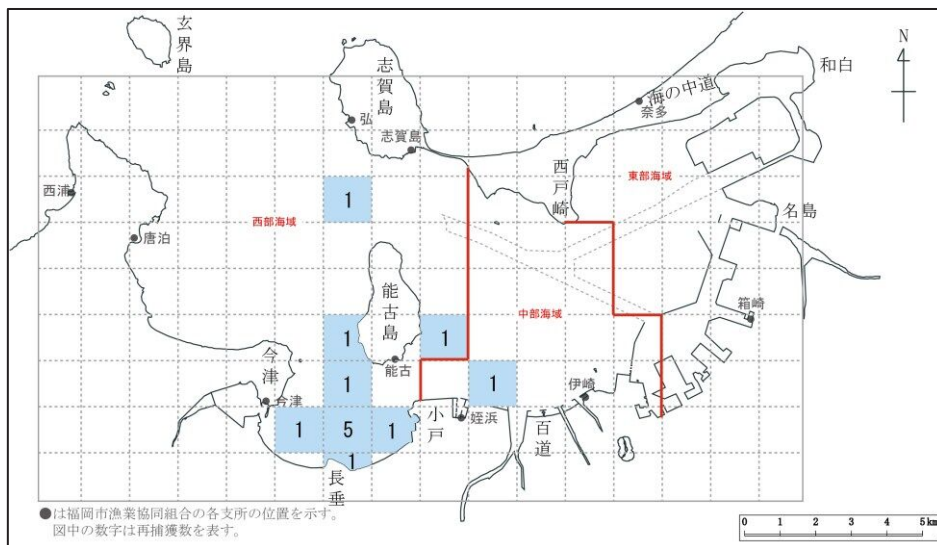 玄界島
志賀島
弘
志賀島
海の中道
奈多
和白
N
西戸崎
東部海域
西浦
唐泊
1
西部海域
名島
能古島
箱崎
中部海域
1
1
今津
能古
1
1
今津
伊崎
小戸
姪浜
百道
1
5
1
1
長垂
●は福岡市漁業協同組合の各支所の位置を示す。
図中の数字は再捕獲数を表す。
0 1 2 3 4 5 km